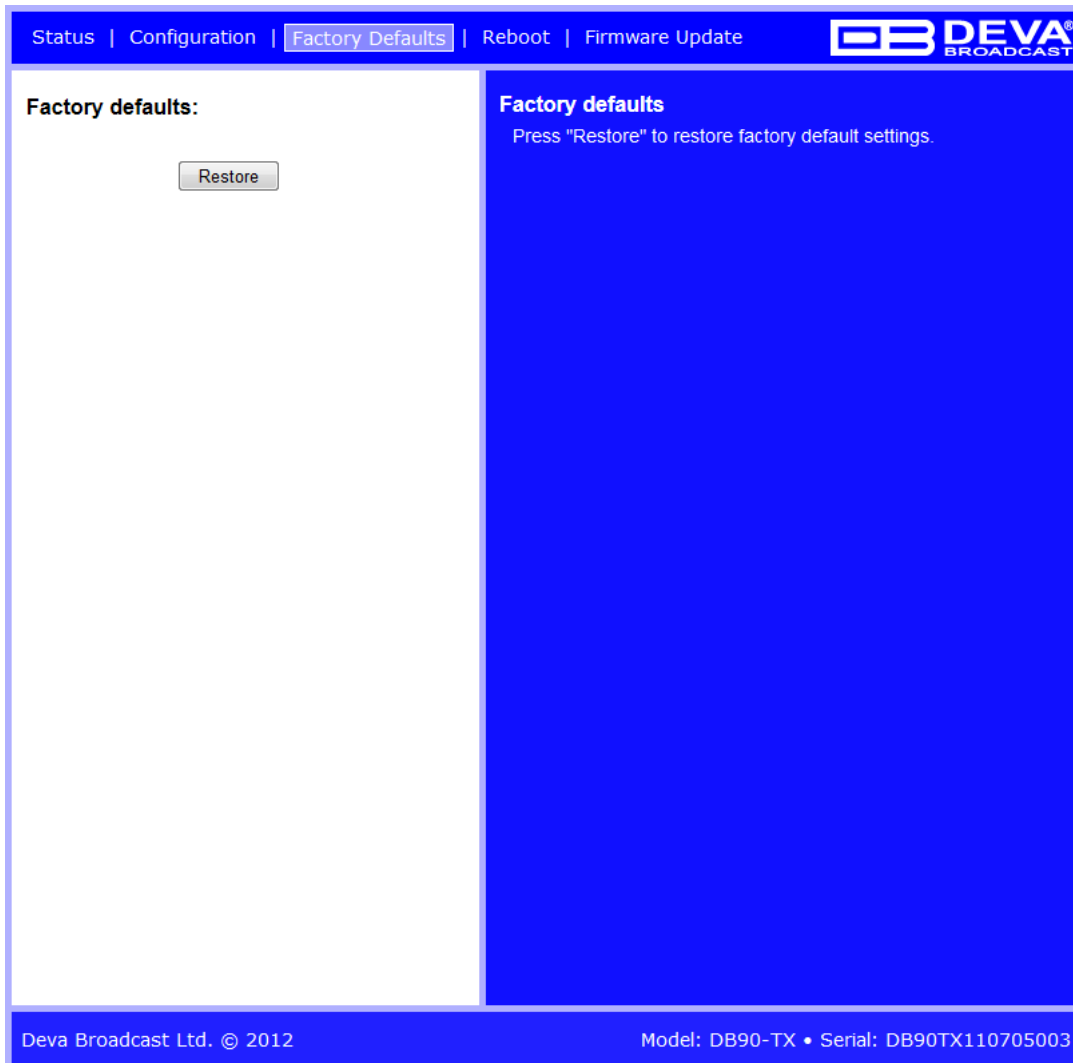 Status | Configuration | Factory Defaults | Reboot | Firmware Update
DEVA®
BROADCAST
Factory defaults:
Restore
Factory defaults
Press "Restore" to restore factory default settings.
Deva Broadcast Ltd. © 2012
Model: DB90-TX • Serial: DB90TX110705003